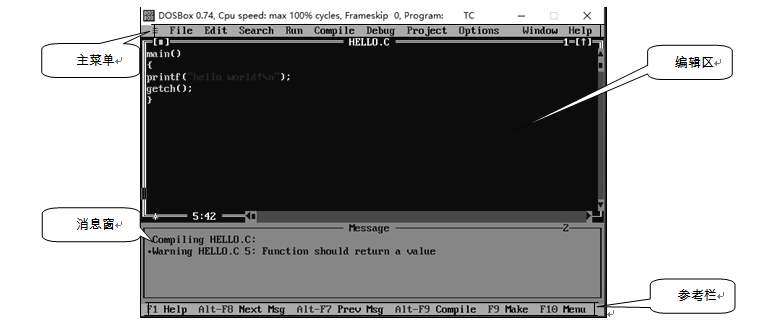 DOSBox 0.74, Cpu speed: max 100% cycles, Frameskip 0, Program: TC
≡ File Edit Search Run Compile Debug Project Options Window Help
[■] HELLO.C 1=[↑]
main()
{
printf("hello world!\n");
getch();
}
* 5:42
Message 2
Compiling HELLO.C:
•Warning HELLO.C 5: Function should return a value
F1 Help Alt-F8 Next Msg Alt-F7 Prev Msg Alt-F9 Compile F9 Make F10 Menu
主菜单
编辑区
消息窗
参考栏